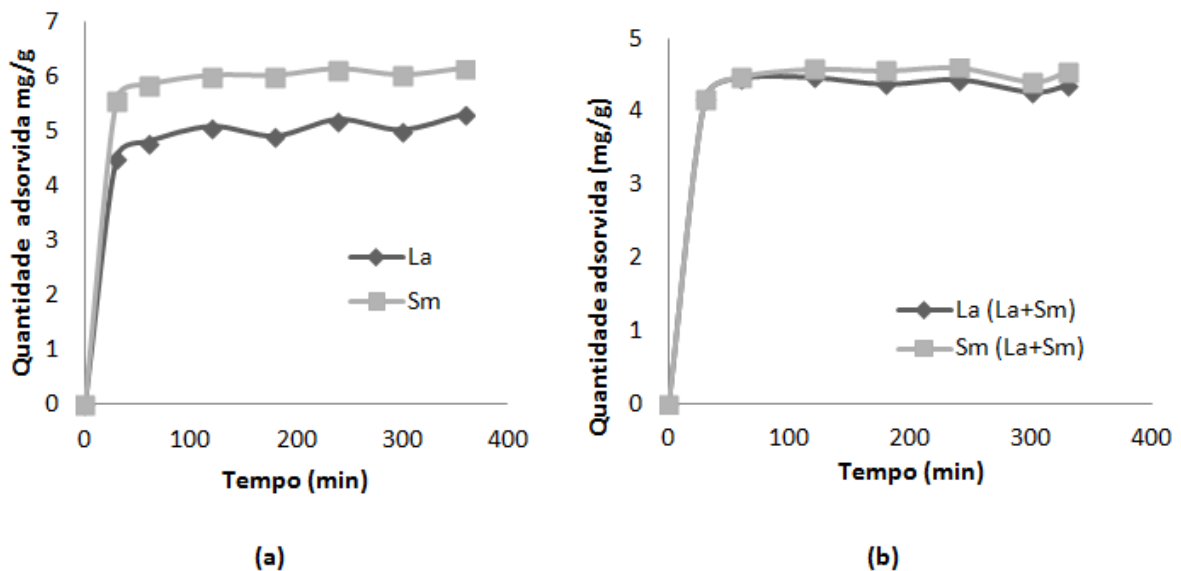 Quantidade adsorvida mg/g
7
6
5
4
3
2
1
0
0 100 200 300 400
Tempo (min)
La
Sm
(a)
Quantidade adsorvida (mg/g)
5
4
3
2
1
0
0 100 200 300 400
Tempo (min)
La (La+Sm)
Sm (La+Sm)
(b)